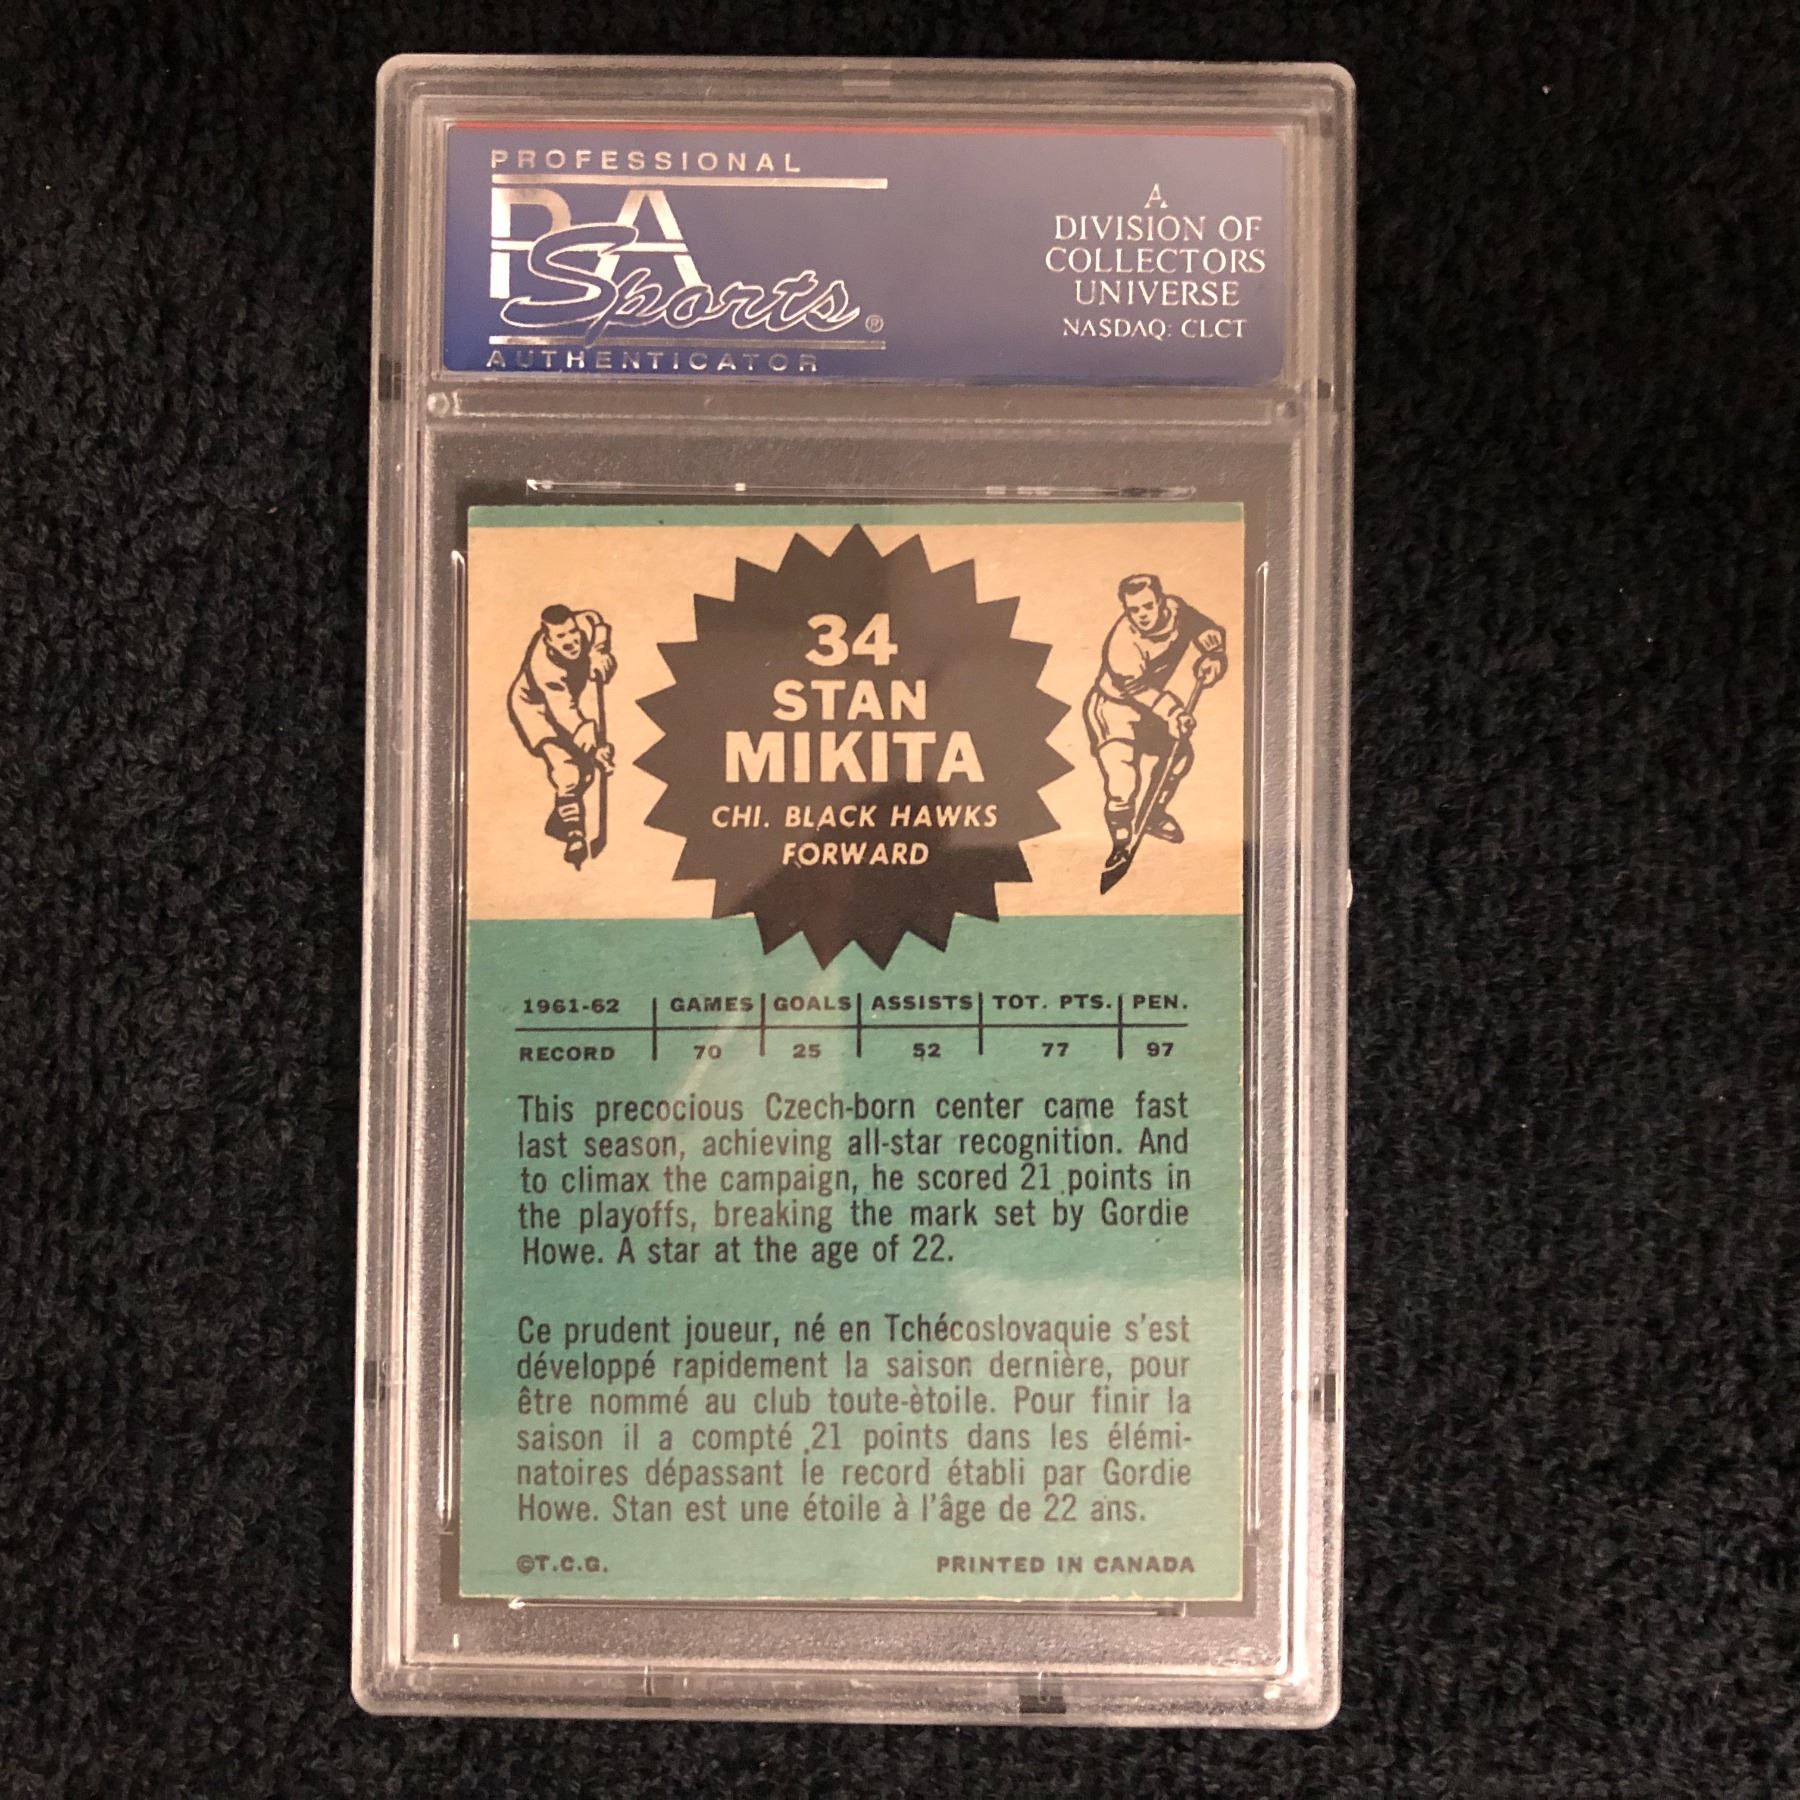 PROFESSIONAL
PSA
Sports®
AUTHENTICATOR
A
DIVISION OF
COLLECTORS
UNIVERSE
NASDAQ: CLCT
34
STAN
MIKITA
CHI. BLACK HAWKS
FORWARD
1961-62 | GAMES | GOALS | ASSISTS | TOT. PTS. | PEN.
RECORD | 70 | 25 | 52 | 77 | 97
This precocious Czech-born center came fast
last season, achieving all-star recognition. And
to climax the campaign, he scored 21 points in
the playoffs, breaking the mark set by Gordie
Howe. A star at the age of 22.
Ce prudent joueur, né en Tchécoslovaquie s'est
développé rapidement la saison dernière, pour
être nommé au club toute-ètoile. Pour finir la
saison il a compté 21 points dans les élémi-
natoires dépassant le record établi par Gordie
Howe. Stan est une étoile à l'âge de 22 ans.
©T.C.G. PRINTED IN CANADA